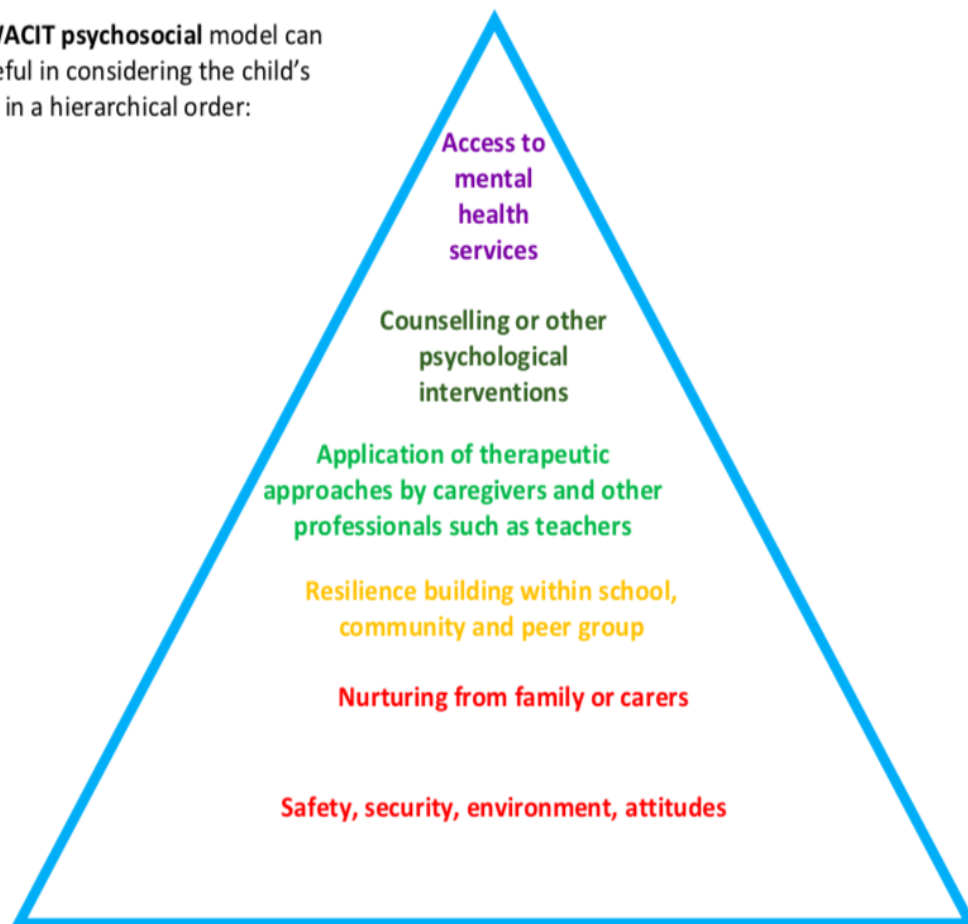 /ACIT psychosocial model can
eful in considering the child's
in a hierarchical order:
Access to
mental
health
services
Counselling or other
psychological
interventions
Application of therapeutic
approaches by caregivers and other
professionals such as teachers
Resilience building within school,
community and peer group
Nurturing from family or carers
Safety, security, environment, attitudes